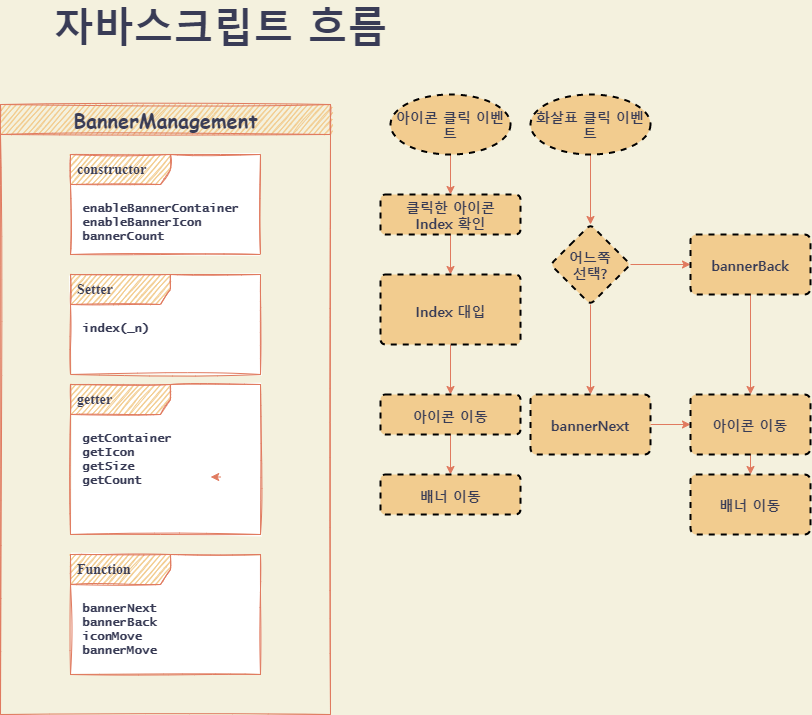 자바스크립트 흐름
BannerManagement
constructor
enableBannerContainer
enableBannerIcon
bannerCount
Setter
index(_n)
getter
getContainer
getIcon
getSize
getCount
Function
bannerNext
bannerBack
iconMove
bannerMove
아이콘 클릭 이벤
트
클릭한 아이콘
Index 확인
Index 대입
아이콘 이동
배너 이동
화살표 클릭 이벤
트
어느쪽
선택?
bannerBack
bannerNext
아이콘 이동
배너 이동